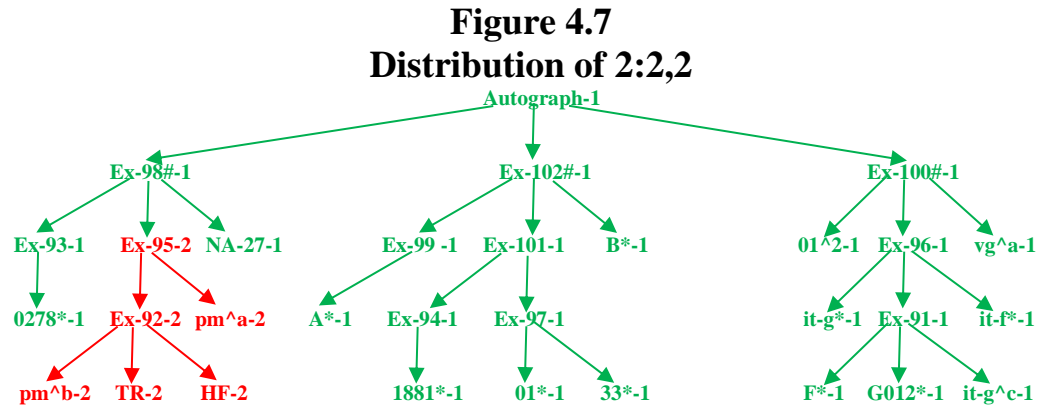 Figure 4.7
Distribution of 2:2,2
Autograph-1
Ex-98#-1 Ex-102#-1 Ex-100#-1
Ex-93-1 Ex-95-2 NA-27-1 Ex-99 -1 Ex-101-1 B*-1 01^2-1 Ex-96-1 vg^a-1
0278*-1 Ex-92-2 pm^a-2 A*-1 Ex-94-1 Ex-97-1 it-g*-1 Ex-91-1 it-f*-1
pm^b-2 TR-2 HF-2 1881*-1 01*-1 33*-1 F*-1 G012*-1 it-g^c-1